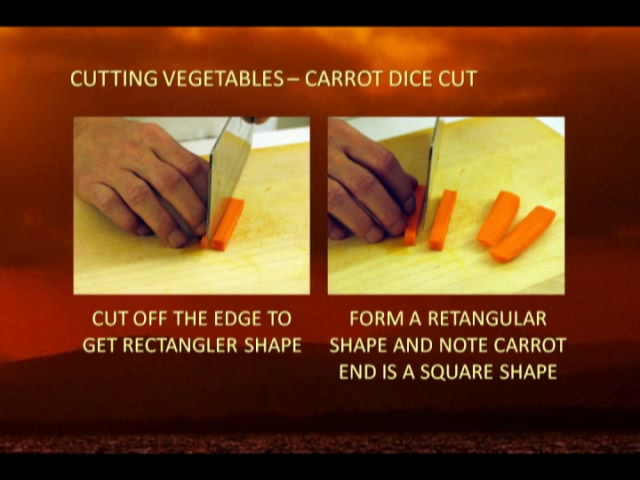 CUTTING VEGETABLES – CARROT DICE CUT
CUT OFF THE EDGE TO
GET RECTANGLER SHAPE
FORM A RETANGULAR
SHAPE AND NOTE CARROT
END IS A SQUARE SHAPE